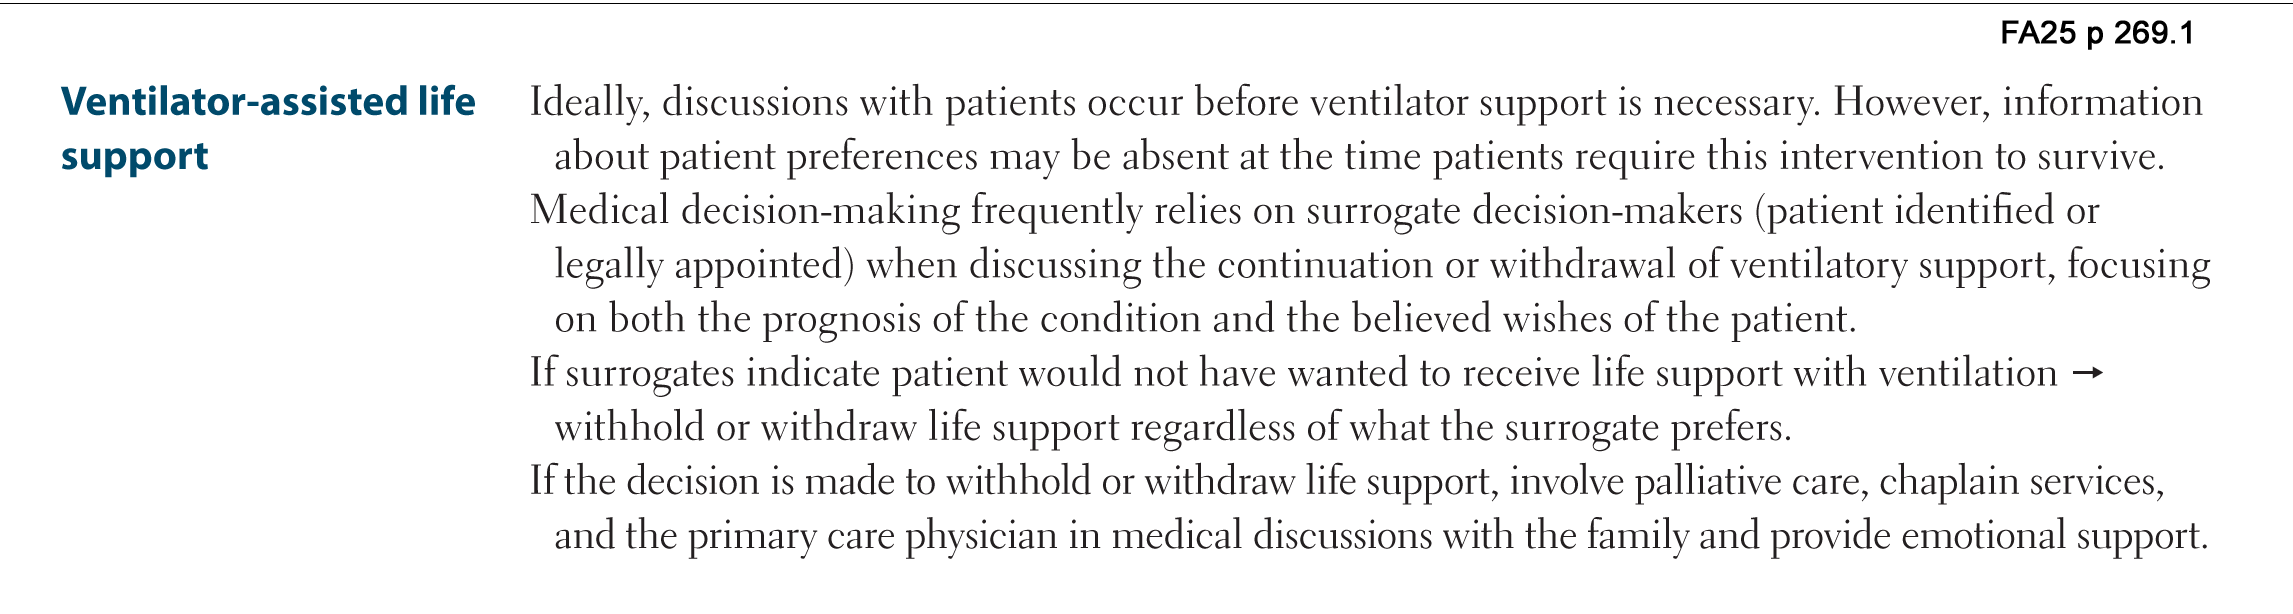 FA25 p 269.1
Ventilator-assisted life
support
Ideally, discussions with patients occur before ventilator support is necessary. However, information
about patient preferences may be absent at the time patients require this intervention to survive.
Medical decision-making frequently relies on surrogate decision-makers (patient identified or
legally appointed) when discussing the continuation or withdrawal of ventilatory support, focusing
on both the prognosis of the condition and the believed wishes of the patient.
If surrogates indicate patient would not have wanted to receive life support with ventilation →
withhold or withdraw life support regardless of what the surrogate prefers.
If the decision is made to withhold or withdraw life support, involve palliative care, chaplain services,
and the primary care physician in medical discussions with the family and provide emotional support.